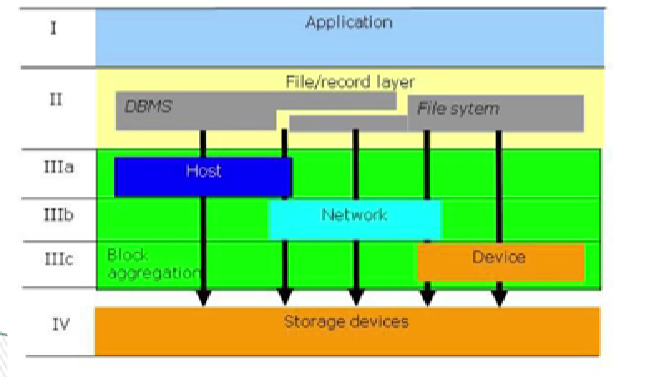 I
Application
File/record layer
II
DBMS
File sytem
IIIa
Host
IIIb
Network
IIIc
Block
aggregation
Device
IV
Storage devices